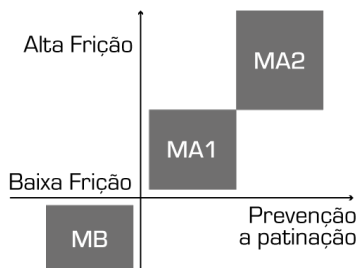 Alta Fricção
MA2
MA1
Baixa Fricção
Prevenção
a patinação
MB